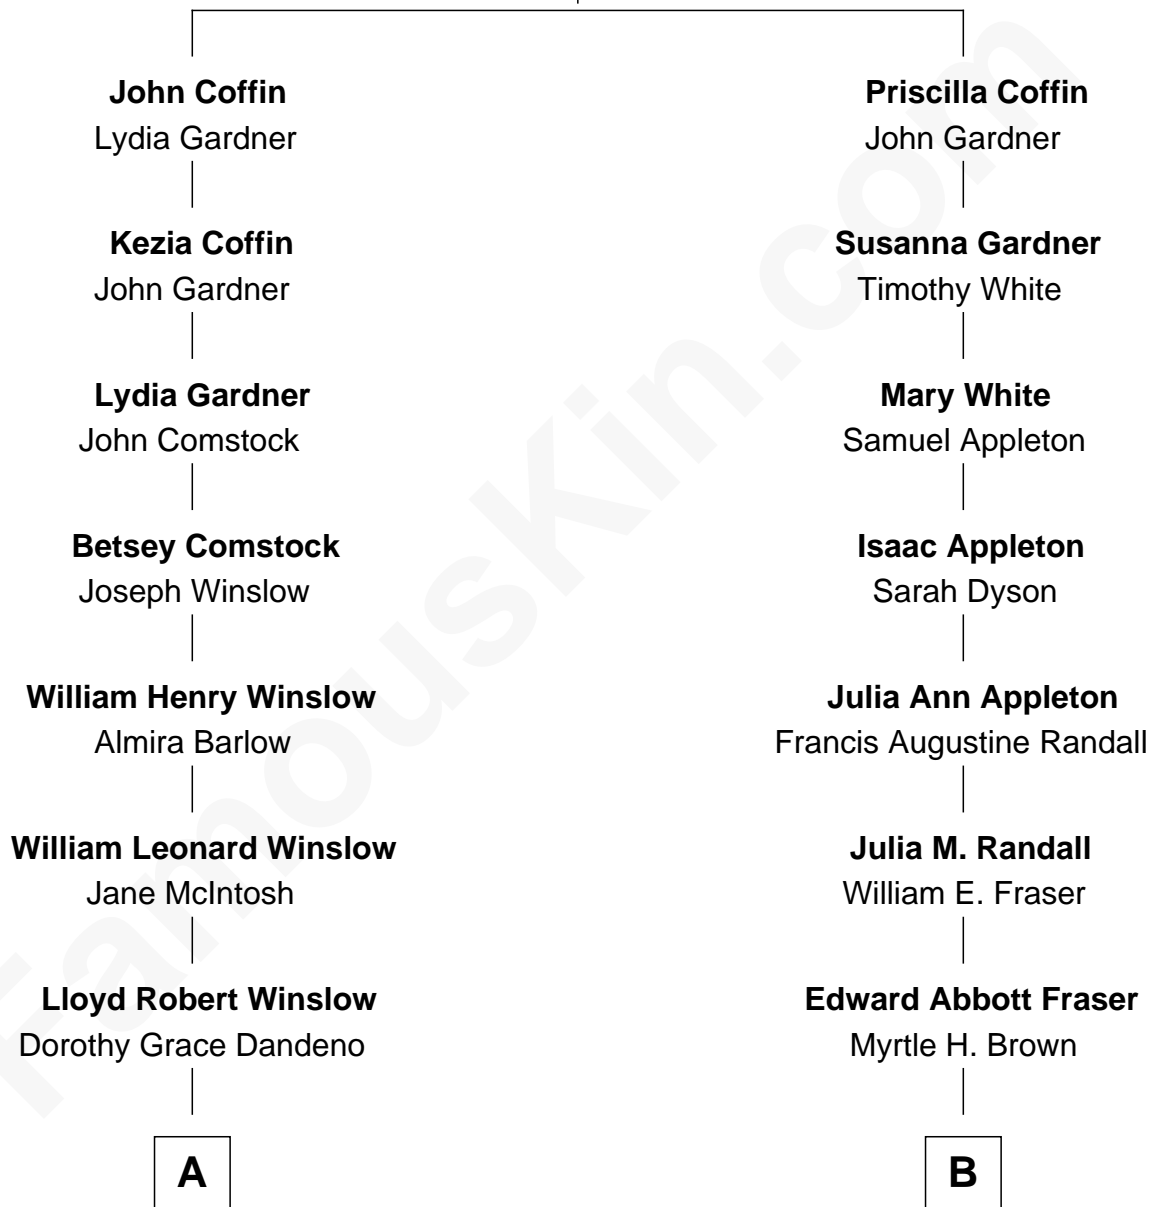 John Coffin
Lydia Gardner
Kezia Coffin
John Gardner
Lydia Gardner
John Comstock
Betsey Comstock
Joseph Winslow
William Henry Winslow
Almira Barlow
William Leonard Winslow
Jane McIntosh
Lloyd Robert Winslow
Dorothy Grace Dandeno
A
Priscilla Coffin
John Gardner
Susanna Gardner
Timothy White
Mary White
Samuel Appleton
Isaac Appleton
Sarah Dyson
Julia Ann Appleton
Francis Augustine Randall
Julia M. Randall
William E. Fraser
Edward Abbott Fraser
Myrtle H. Brown
B
FamousKin.com